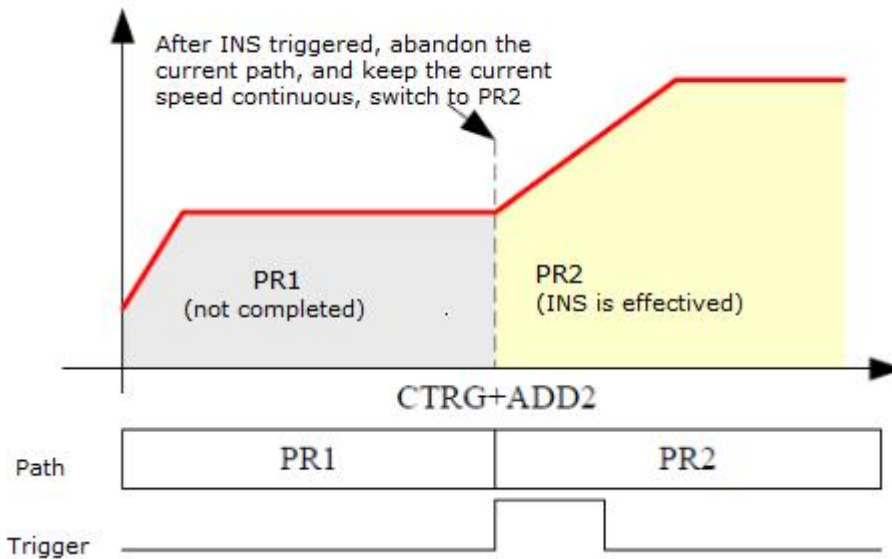 After INS triggered, abandon the
current path, and keep the current
speed continuous, switch to PR2
PR1
(not completed)
PR2
(INS is effectived)
CTRG+ADD2
Path
PR1
PR2
Trigger